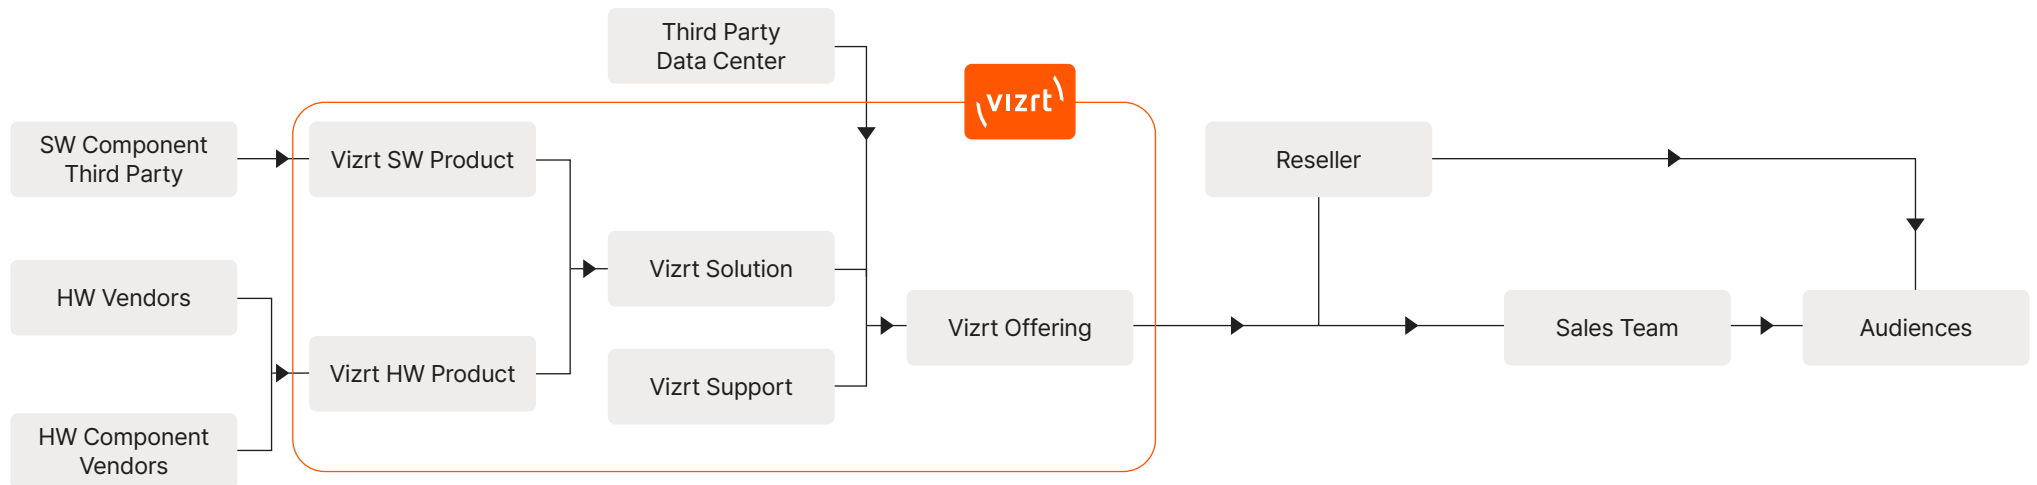 Third Party
Data Center
vizrt
SW Component
Third Party
Vizrt SW Product
Reseller
Vizrt Solution
HW Vendors
Vizrt Offering
Sales Team
Audiences
Vizrt HW Product
Vizrt Support
HW Component
Vendors